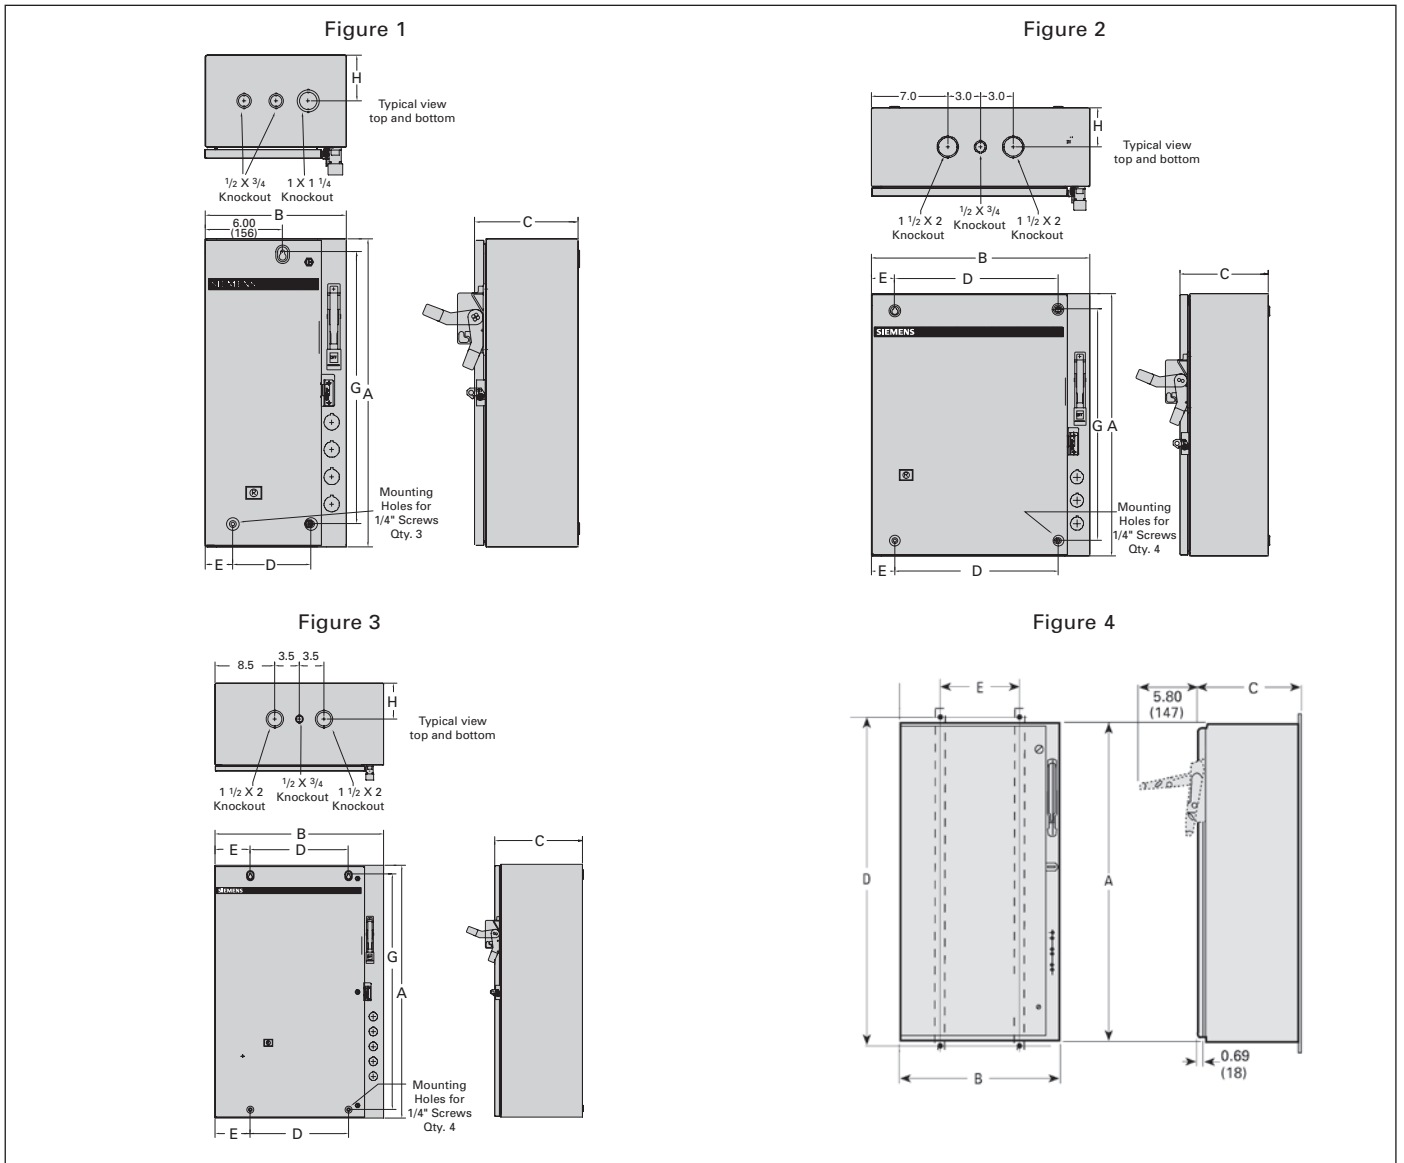 Figure 1
H
Typical view
top and bottom
1/2 X 3/4
Knockout
1 X 1 1/4
Knockout
B
6.00
(156)
C
SIEMENS
G
A
Mounting
Holes for
1/4" Screws
Qty. 3
E
D
Figure 2
7.0
3.0
3.0
H
Typical view
top and bottom
1 1/2 X 2
Knockout
1/2 X 3/4
Knockout
1 1/2 X 2
Knockout
B
E
D
C
SIEMENS
G
A
Mounting
Holes for
1/4" Screws
Qty. 4
E
D
Figure 3
8.5
3.5
3.5
H
Typical view
top and bottom
1 1/2 X 2
Knockout
1/2 X 3/4
Knockout
1 1/2 X 2
Knockout
B
E
D
C
SIEMENS
G
A
Mounting
Holes for
1/4" Screws
Qty. 4
E
D
Figure 4
E
5.80
(147)
C
D
A
B
0.69
(18)